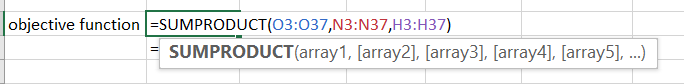 objective function =SUMPRODUCT(O3:O37,N3:N37,H3:H37)
=
SUMPRODUCT(array1, [array2], [array3], [array4], [array5], ...)